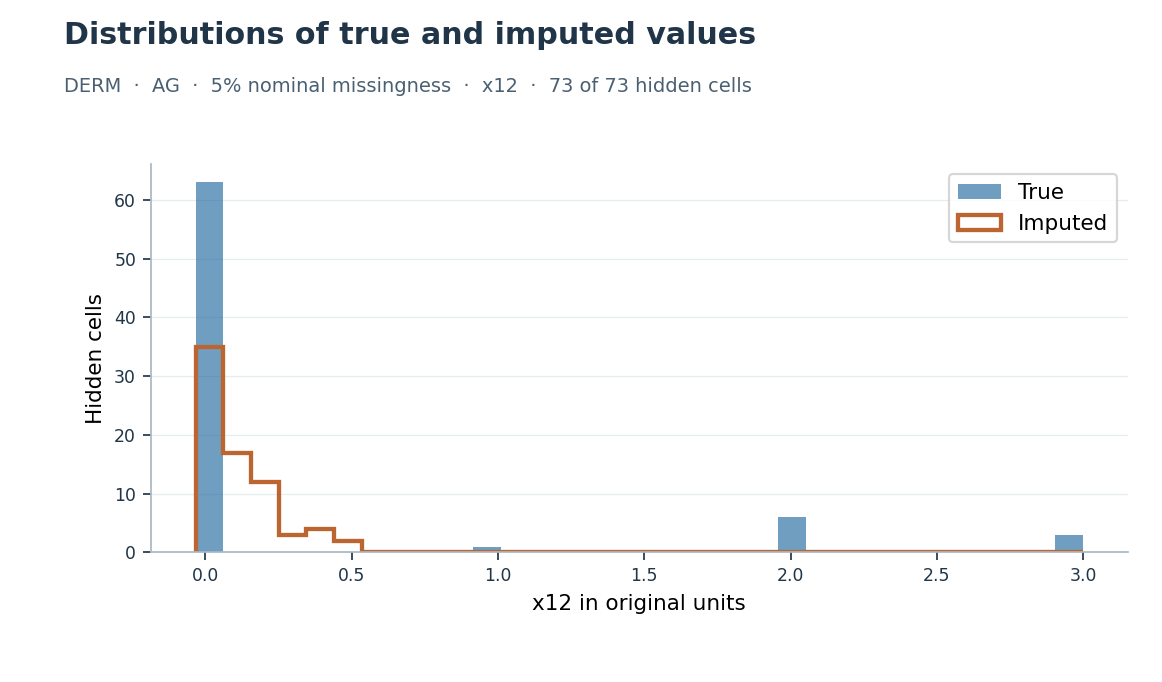 Distributions of true and imputed values
DERM · AG · 5% nominal missingness · x12 · 73 of 73 hidden cells
True
Imputed
Hidden cells
60
50
40
30
20
10
0
0.0 0.5 1.0 1.5 2.0 2.5 3.0
x12 in original units